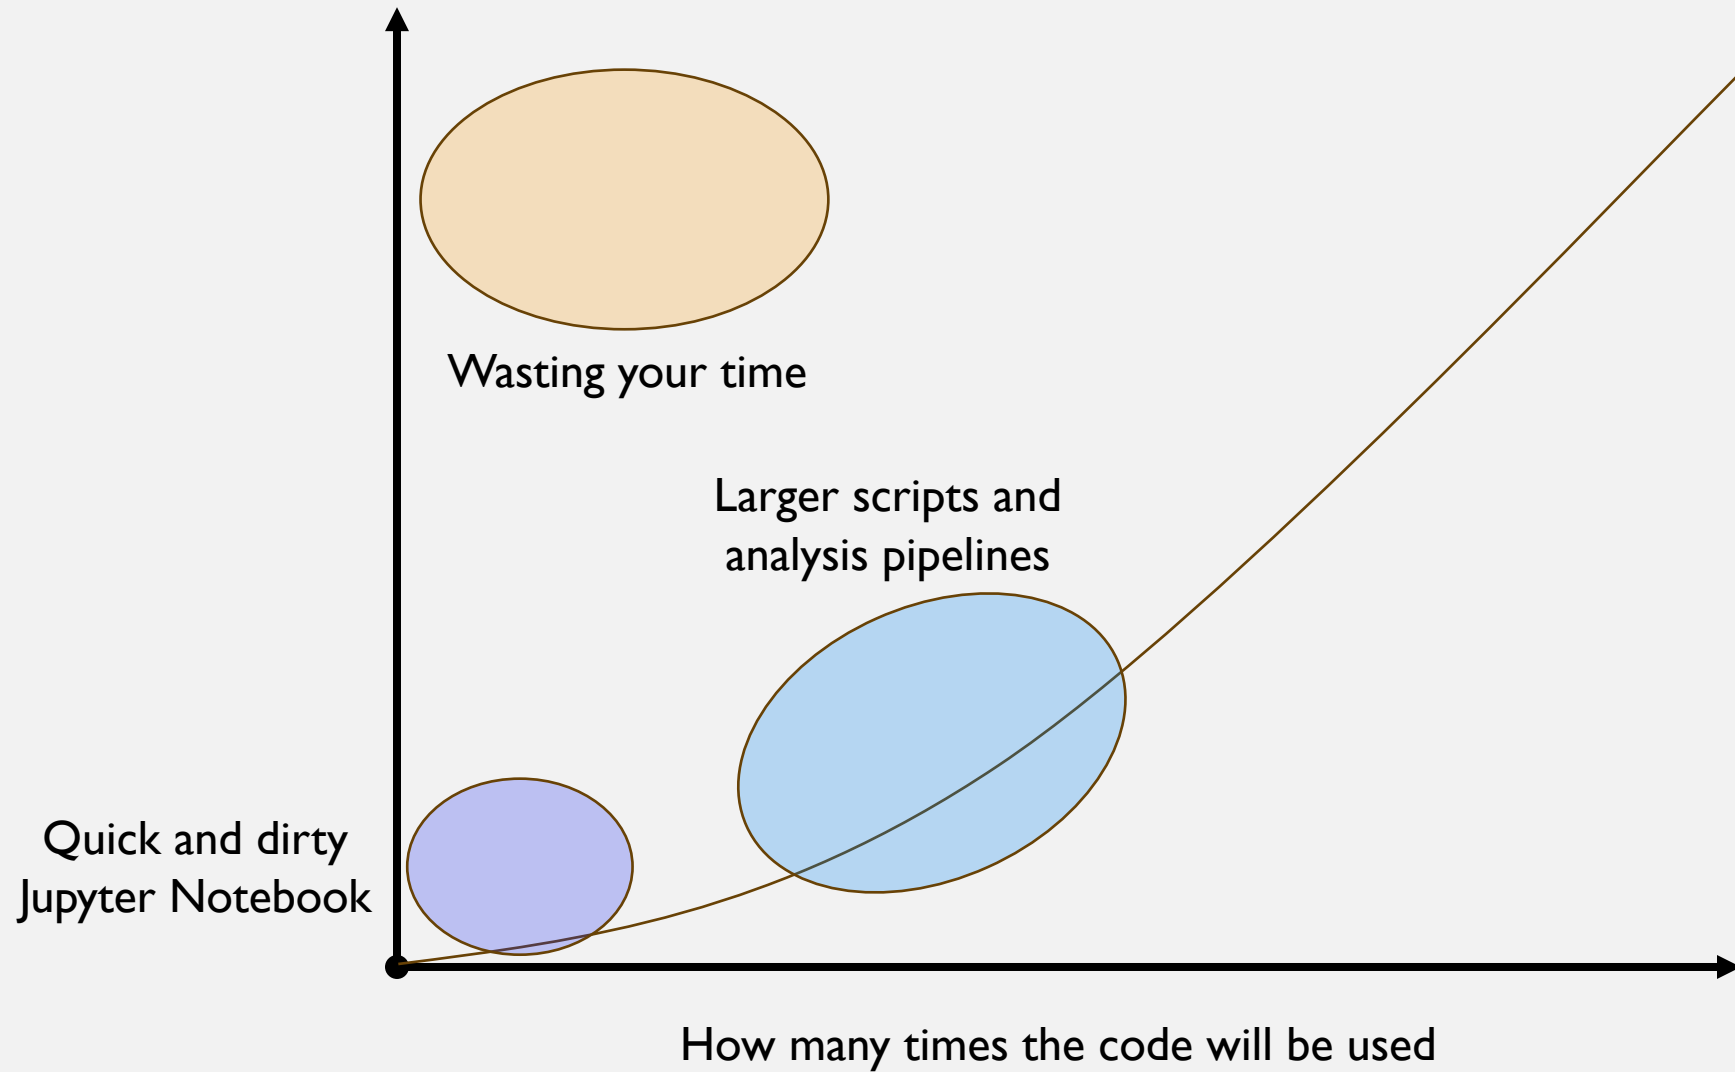 Wasting your time
Larger scripts and
analysis pipelines
Quick and dirty
Jupyter Notebook
How many times the code will be used